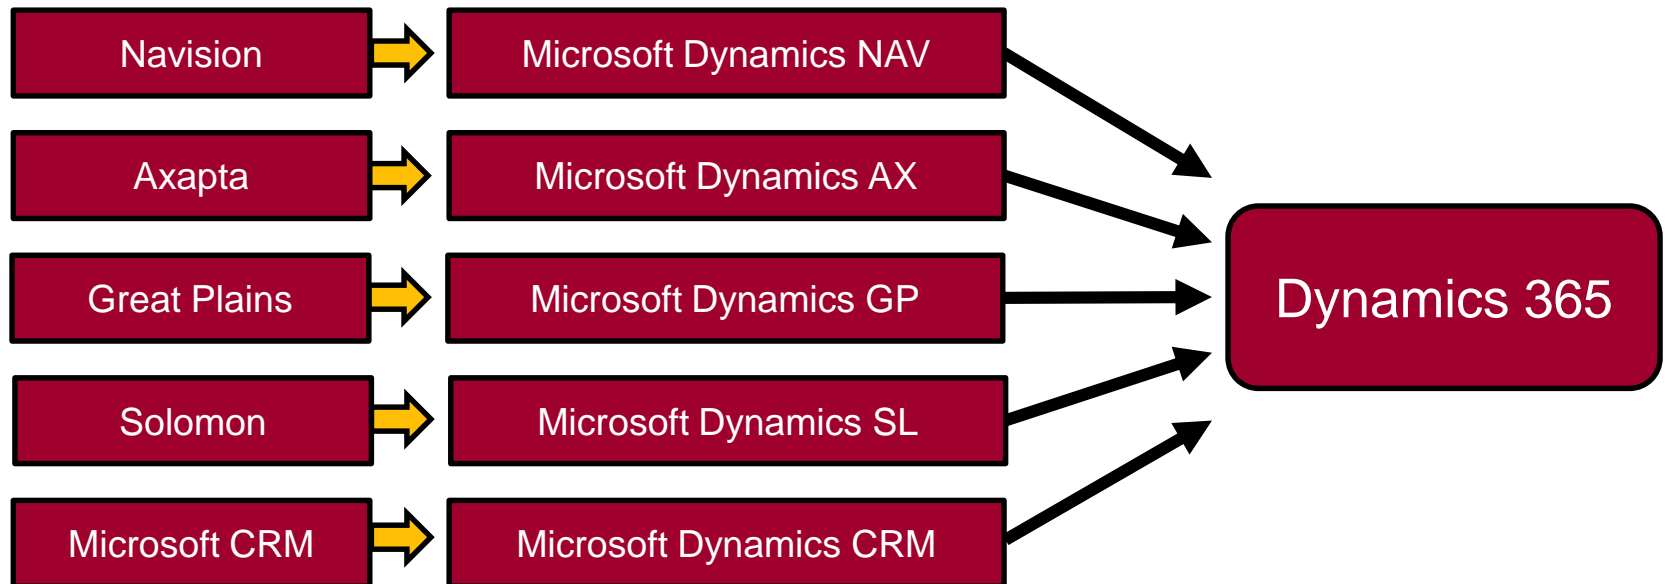 Navision
Microsoft Dynamics NAV
Axapta
Microsoft Dynamics AX
Great Plains
Microsoft Dynamics GP
Dynamics 365
Solomon
Microsoft Dynamics SL
Microsoft CRM
Microsoft Dynamics CRM